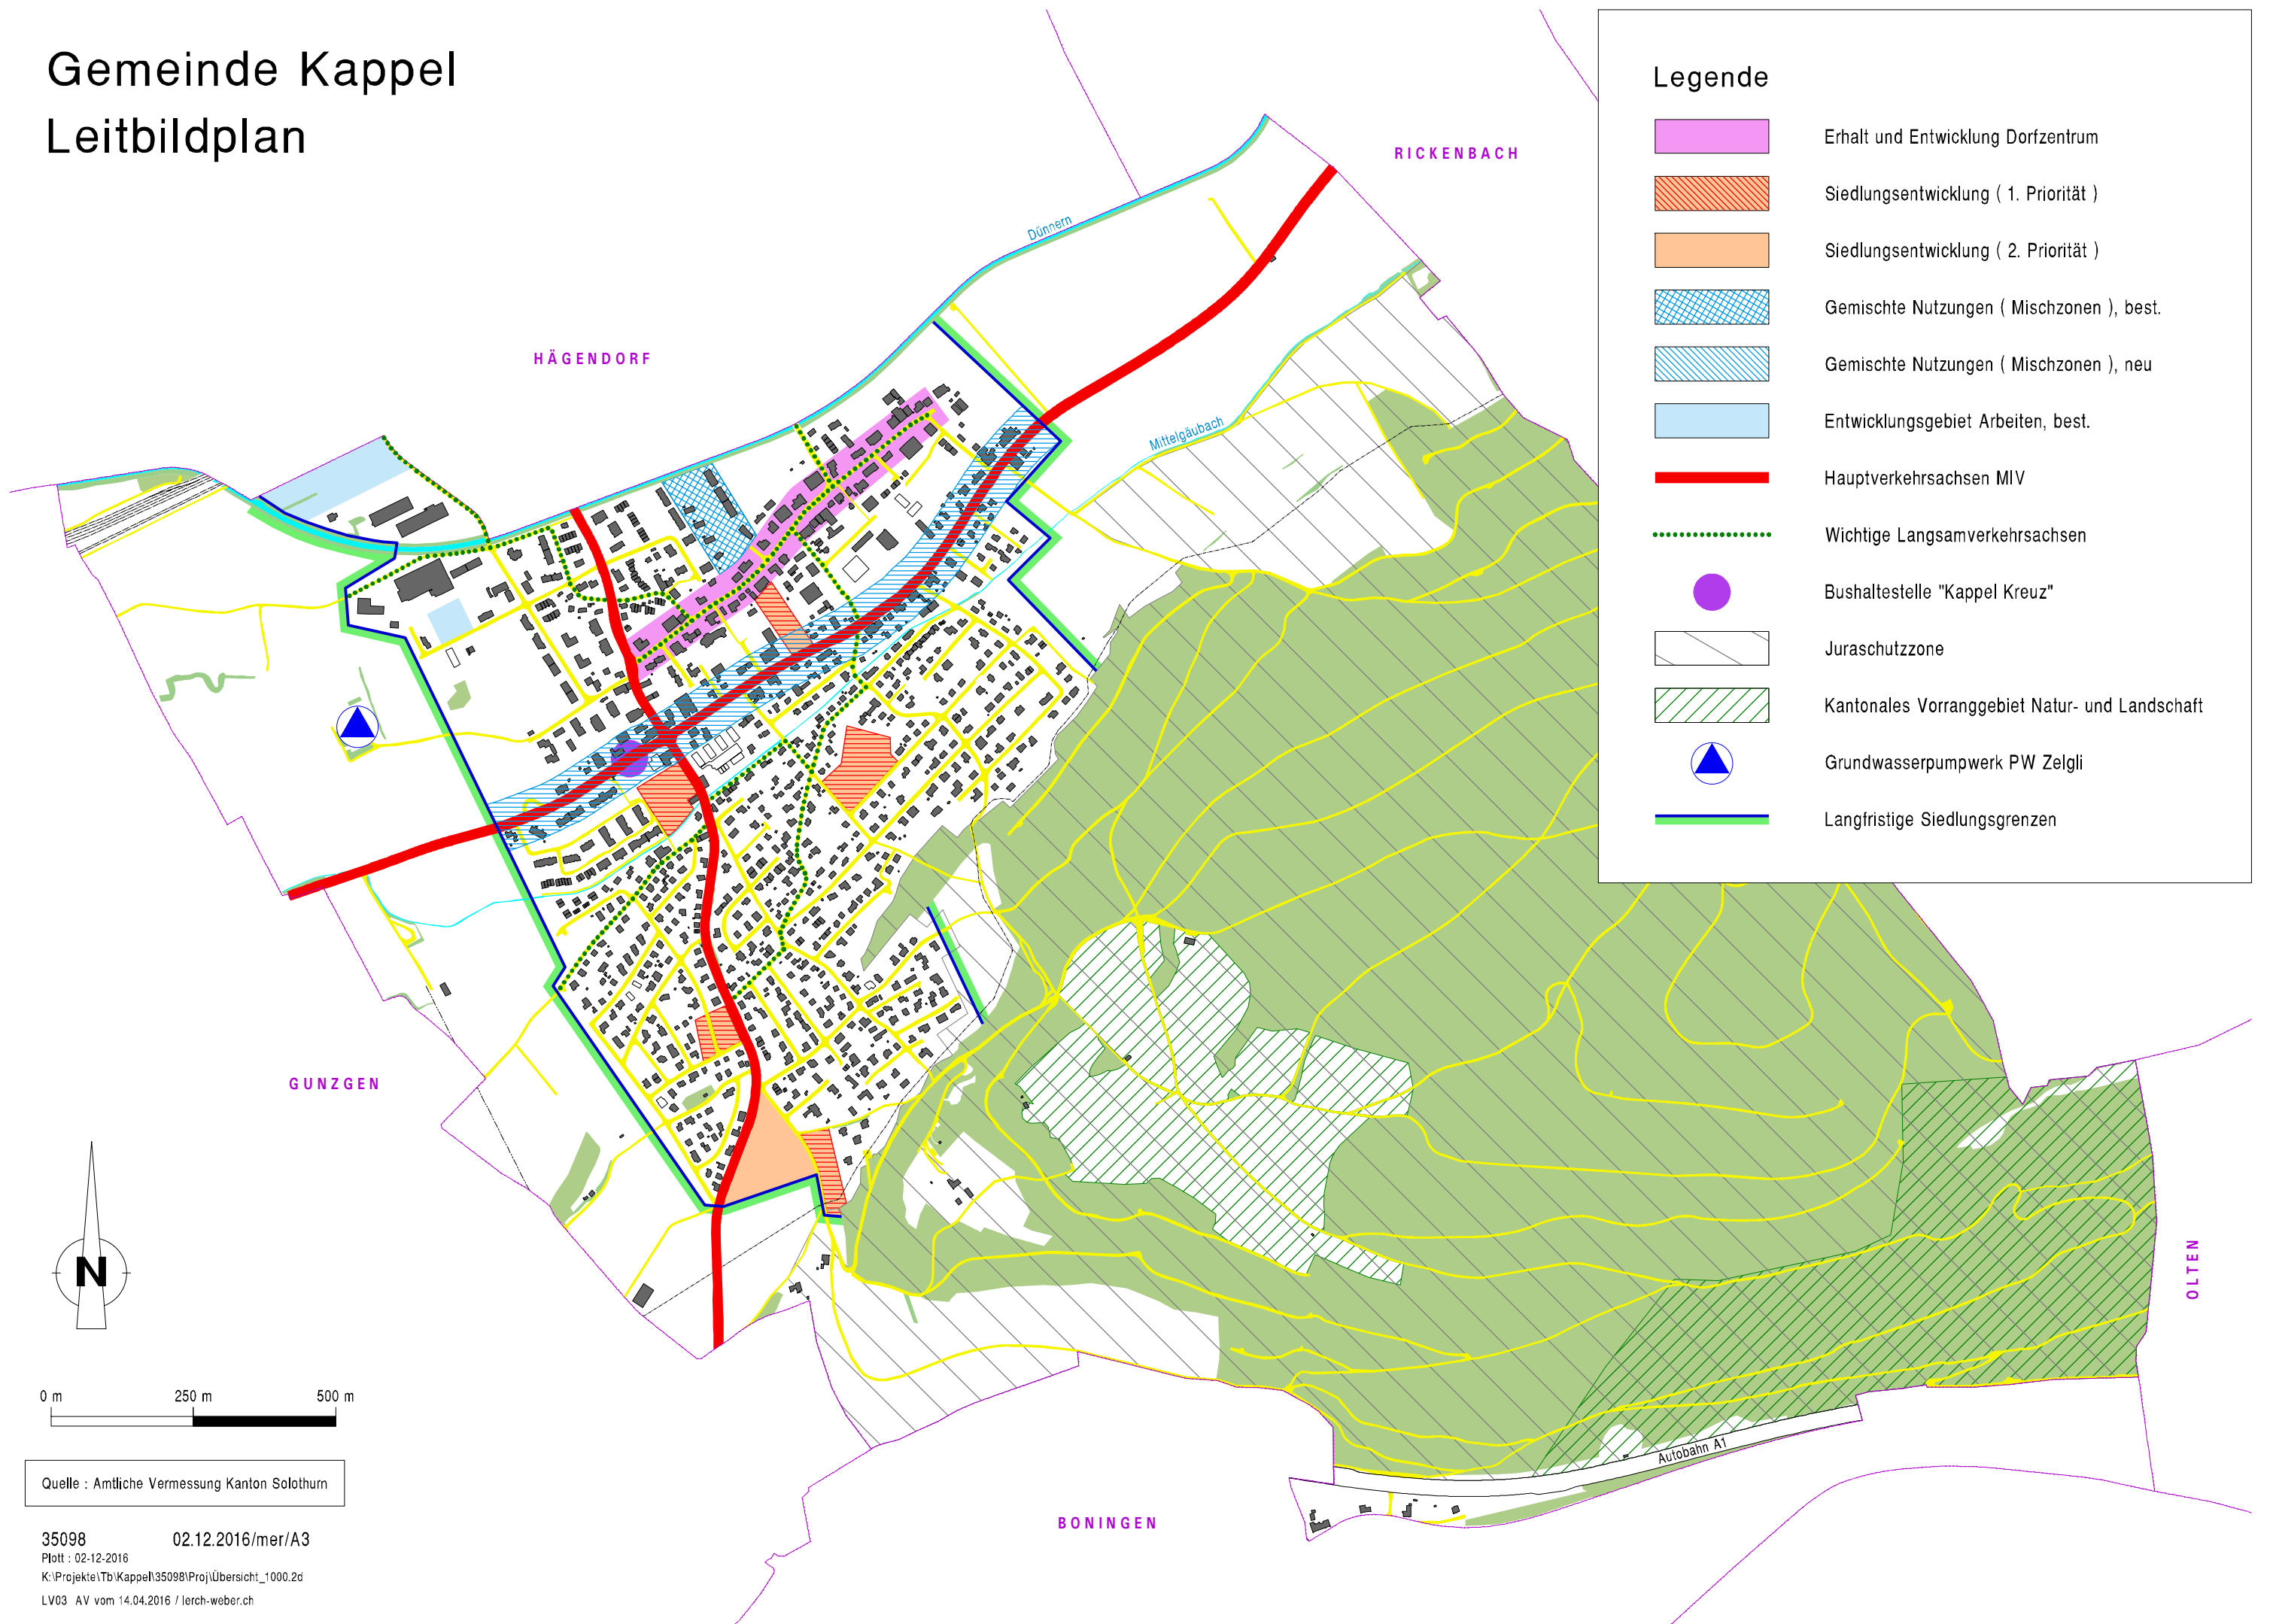 Gemeinde Kappel
Leitbildplan
Legende
Erhalt und Entwicklung Dorfzentrum
Siedlungsentwicklung ( 1. Priorität )
Siedlungsentwicklung ( 2. Priorität )
Gemischte Nutzungen ( Mischzonen ), best.
Gemischte Nutzungen ( Mischzonen ), neu
Entwicklungsgebiet Arbeiten, best.
Hauptverkehrsachsen MIV
Wichtige Langsamverkehrsachsen
Bushaltestelle "Kappel Kreuz"
Juraschutzzone
Kantonales Vorranggebiet Natur- und Landschaft
Grundwasserpumpwerk PW Zelgli
Langfristige Siedlungsgrenzen
RICKENBACH
Dünnern
HÄGENDORF
Mittelgäubach
GUNZGEN
OLTEN
Autobahn A1
BONINGEN
N
0 m 250 m 500 m
Quelle : Amtliche Vermessung Kanton Solothurn
35098 02.12.2016/mer/A3
Plott : 02-12-2016
K:\Projekte\Tb\Kappel\35098\Proj\Übersicht_1000.2d
LV03 AV vom 14.04.2016 / lerch-weber.ch